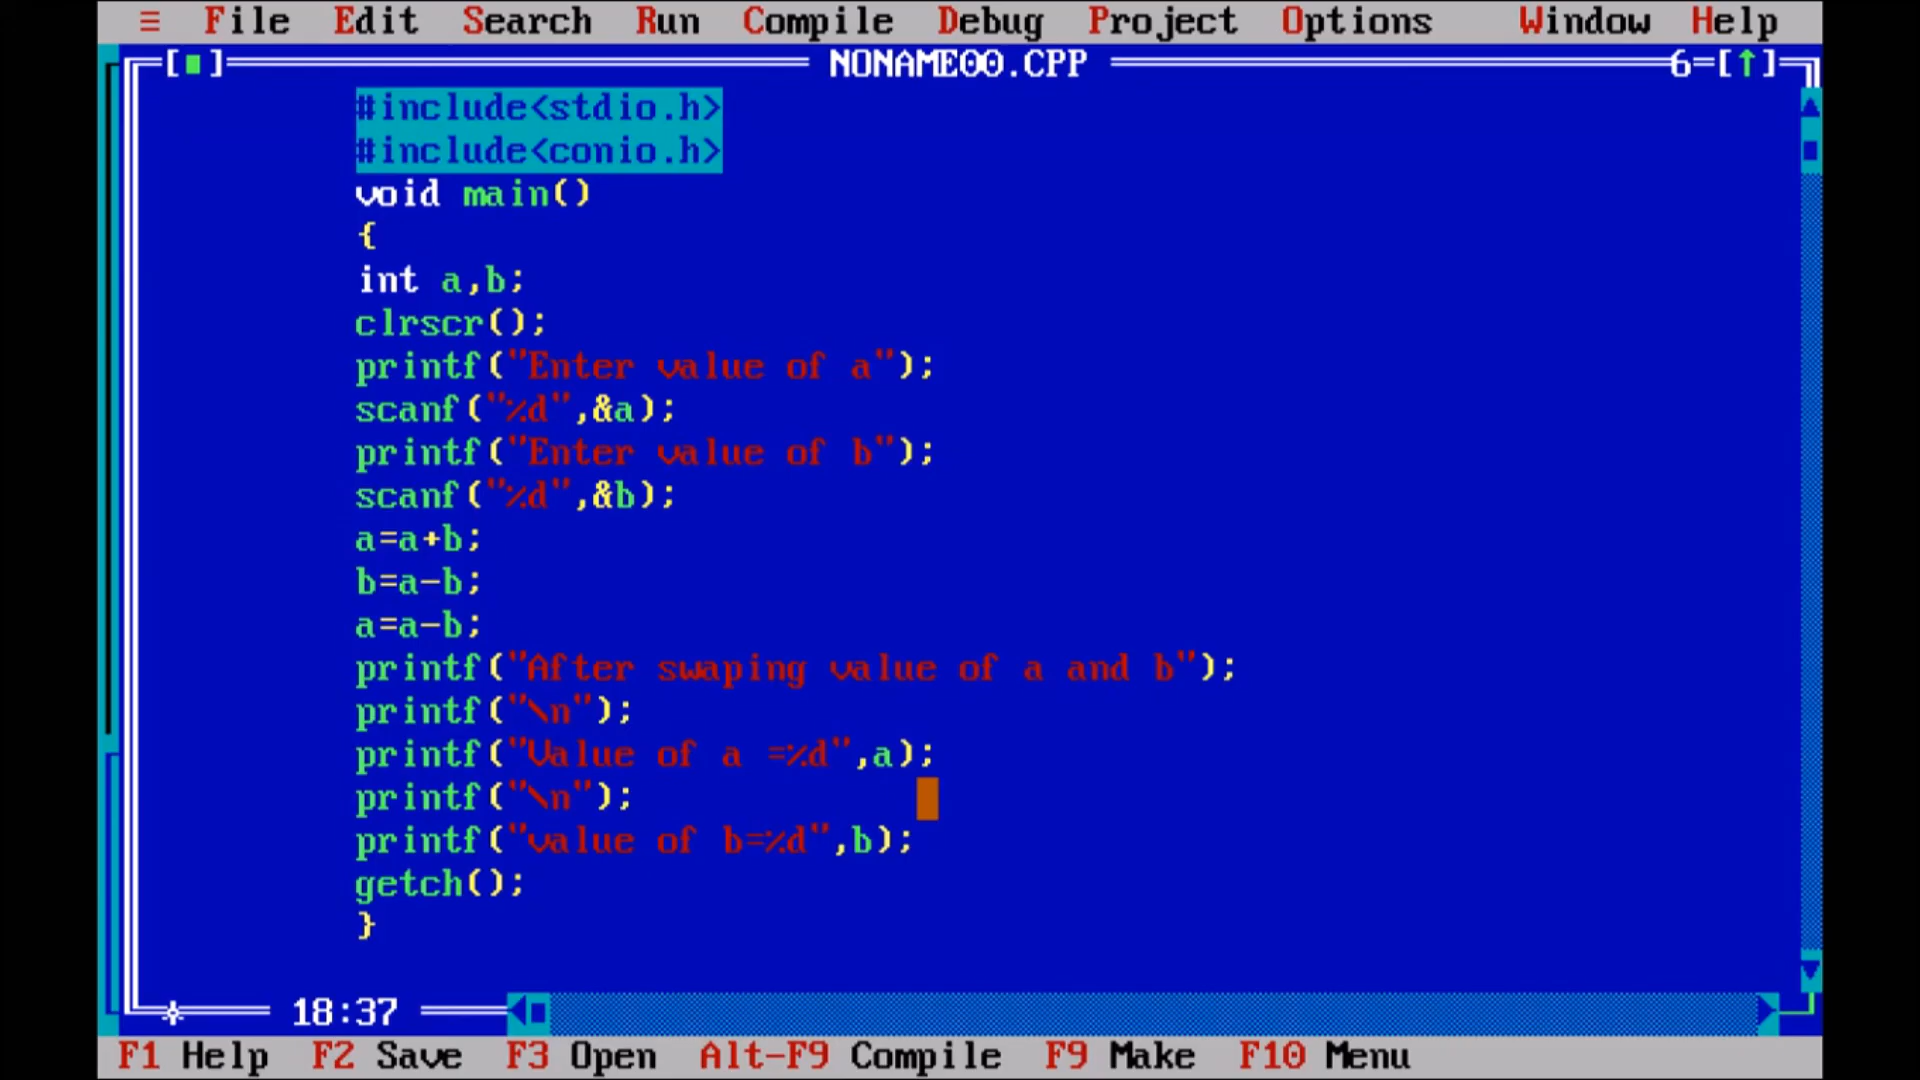 ≡ File Edit Search Run Compile Debug Project Options Window Help
[■] NONAME00.CPP 6=[↑]
#include<stdio.h>
#include<conio.h>
void main()
{
int a,b;
clrscr();
printf("Enter value of a");
scanf("%d",&a);
printf("Enter value of b");
scanf("%d",&b);
a=a+b;
b=a-b;
a=a-b;
printf("After swaping value of a and b");
printf("\n");
printf("Value of a =%d",a);
printf("\n");
printf("value of b=%d",b);
getch();
}
18:37
F1 Help F2 Save F3 Open Alt-F9 Compile F9 Make F10 Menu